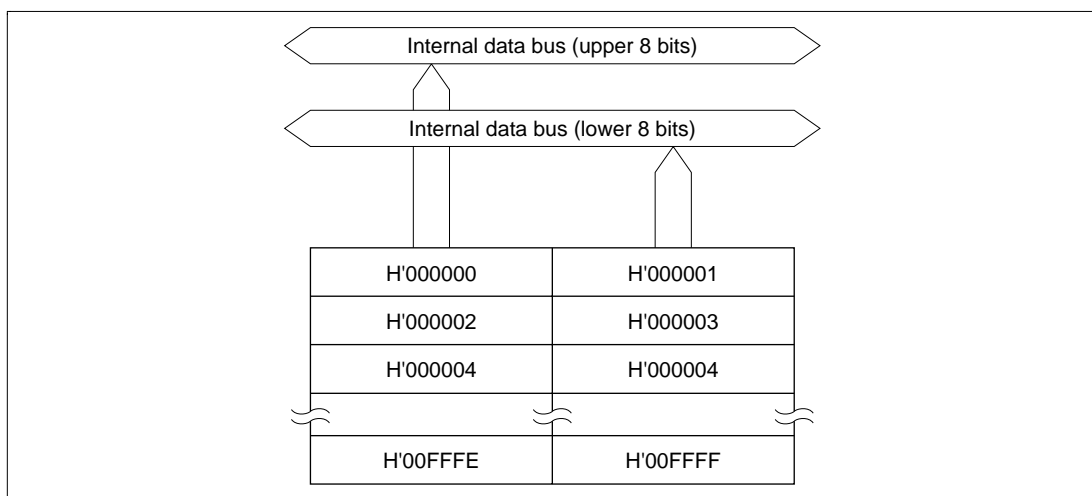 Internal data bus (upper 8 bits)
Internal data bus (lower 8 bits)
H'000000 H'000001
H'000002 H'000003
H'000004 H'000004
H'00FFFE H'00FFFF